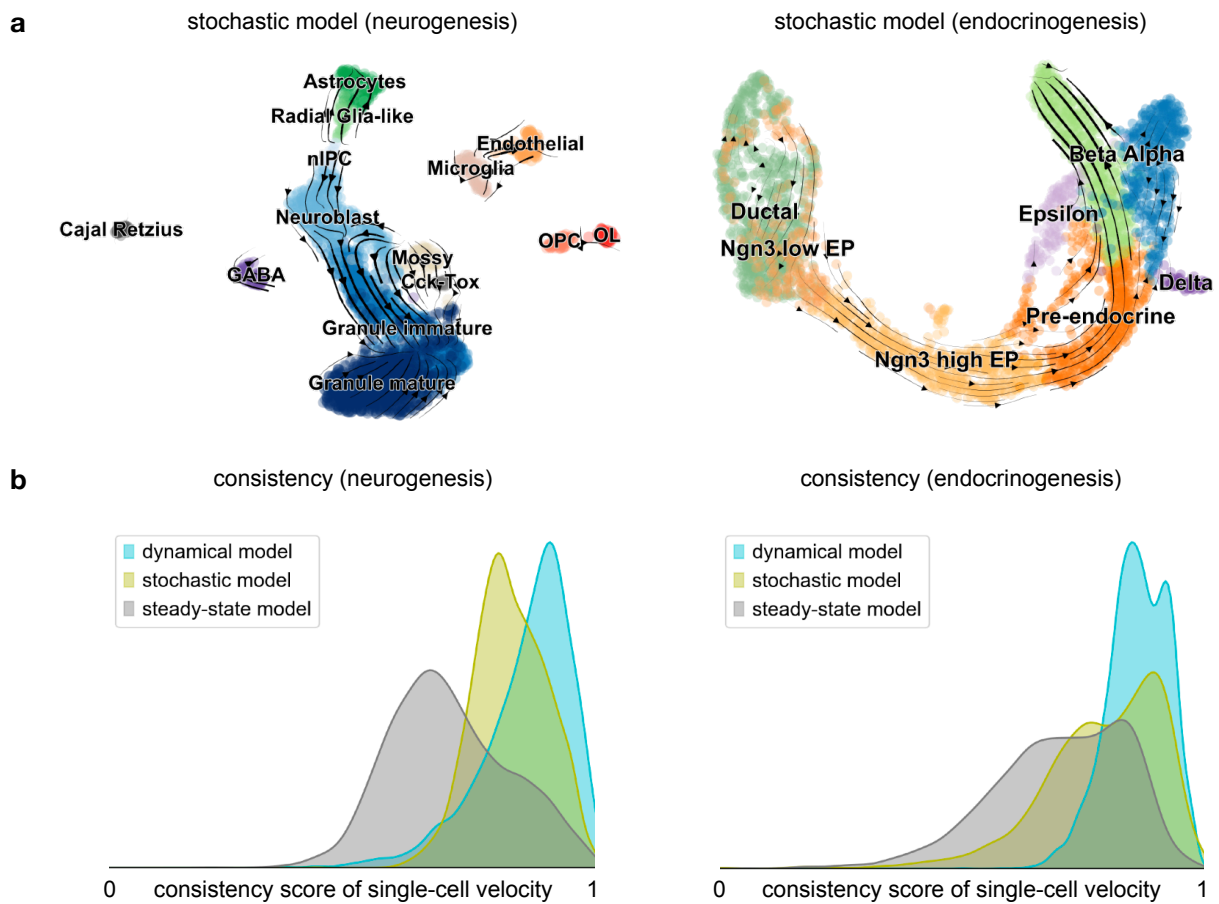 a
stochastic model (neurogenesis)
stochastic model (endocrinogenesis)
Astrocytes
Radial Glia-like
nIPC
Neuroblast
Endothelial
Microglia
Cajal Retzius
GABA
OPC
OL
Mossy
Cck-Tox
Granule immature
Granule mature
Beta
Alpha
Epsilon
Ductal
Ngn3 low EP
Delta
Pre-endocrine
Ngn3 high EP
b
consistency (neurogenesis)
consistency (endocrinogenesis)
dynamical model
stochastic model
steady-state model
dynamical model
stochastic model
steady-state model
0
consistency score of single-cell velocity
1
0
consistency score of single-cell velocity
1